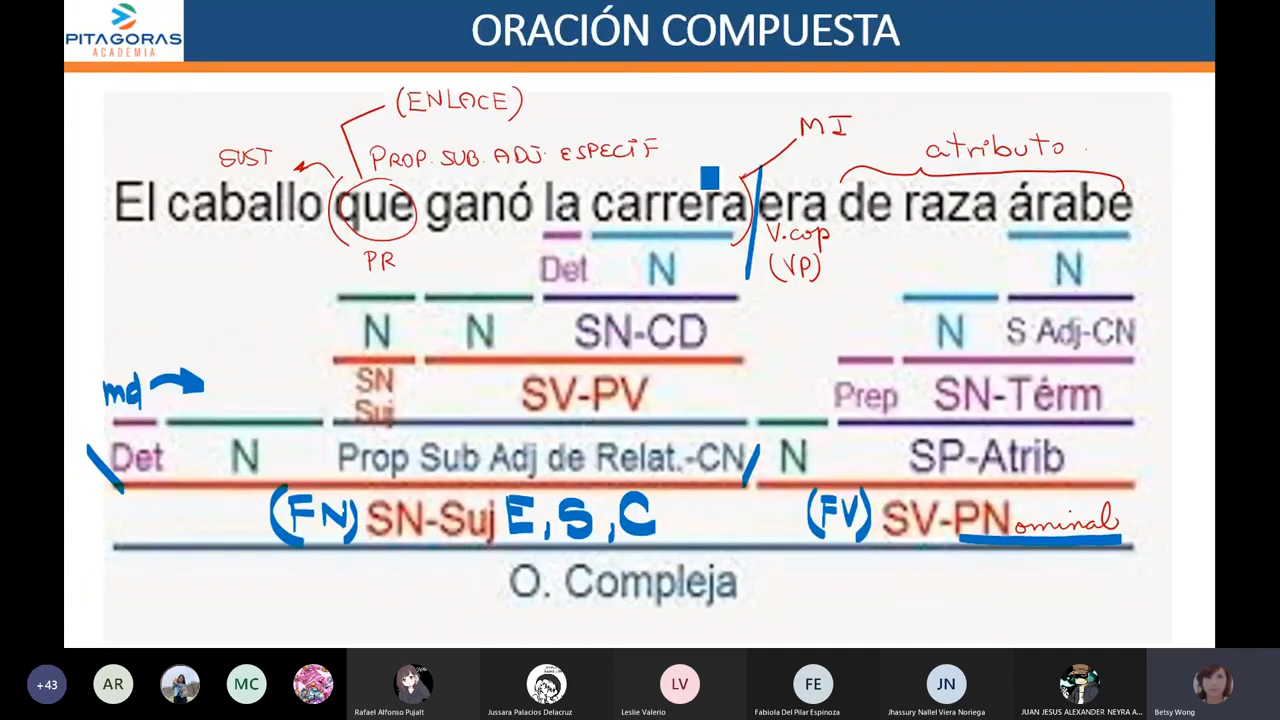 PITAGORAS
ACADEMIA
ORACIÓN COMPUESTA
(ENLACE)
MI
SUST
PROP. SUB. ADJ. ESPECIF
atributo.
El caballo que ganó la carrera era de raza árabe
PR
V.cop
(VP)
Det N N
N N SN-CD N S Adj-CN
md
SN
Suj
SV-PV Prep SN-Térm
Det N Prop Sub Adj de Relat.-CN N SP-Atrib
(FN) SN-Suj E, S, C (FV) SV-PNominal
O. Compleja
+43 AR MC LV FE JN
Rafael Alfonso Pujalt Jussara Palacios Delacruz Leslie Valerio Fabiola Del Pilar Espinoza Jhassury Nallel Viera Noriega JUAN JESUS ALEXANDER NEYRA A... Betsy Wong